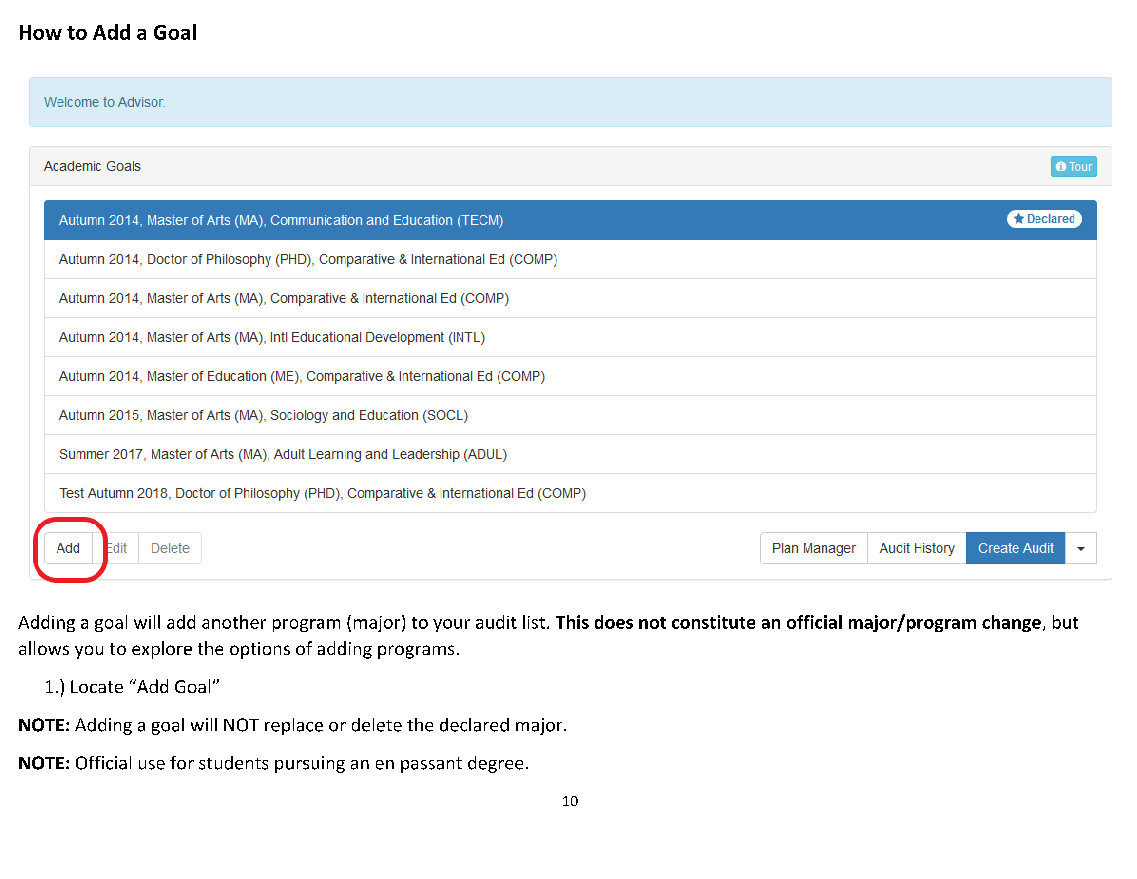 How to Add a Goal
Welcome to Advisor.
Academic Goals
Tour
Autumn 2014, Master of Arts (MA), Communication and Education (TECM)
Declared
Autumn 2014, Doctor of Philosophy (PHD), Comparative & International Ed (COMP)
Autumn 2014, Master of Arts (MA), Comparative & International Ed (COMP)
Autumn 2014, Master of Arts (MA), Intl Educational Development (INTL)
Autumn 2014, Master of Education (ME), Comparative & International Ed (COMP)
Autumn 2015, Master of Arts (MA), Sociology and Education (SOCL)
Summer 2017, Master of Arts (MA), Adult Learning and Leadership (ADUL)
Test Autumn 2018, Doctor of Philosophy (PHD), Comparative & International Ed (COMP)
Add Edit Delete
Plan Manager Audit History Create Audit
Adding a goal will add another program (major) to your audit list. This does not constitute an official major/program change, but
allows you to explore the options of adding programs.
1.) Locate “Add Goal”
NOTE: Adding a goal will NOT replace or delete the declared major.
NOTE: Official use for students pursuing an en passant degree.
10